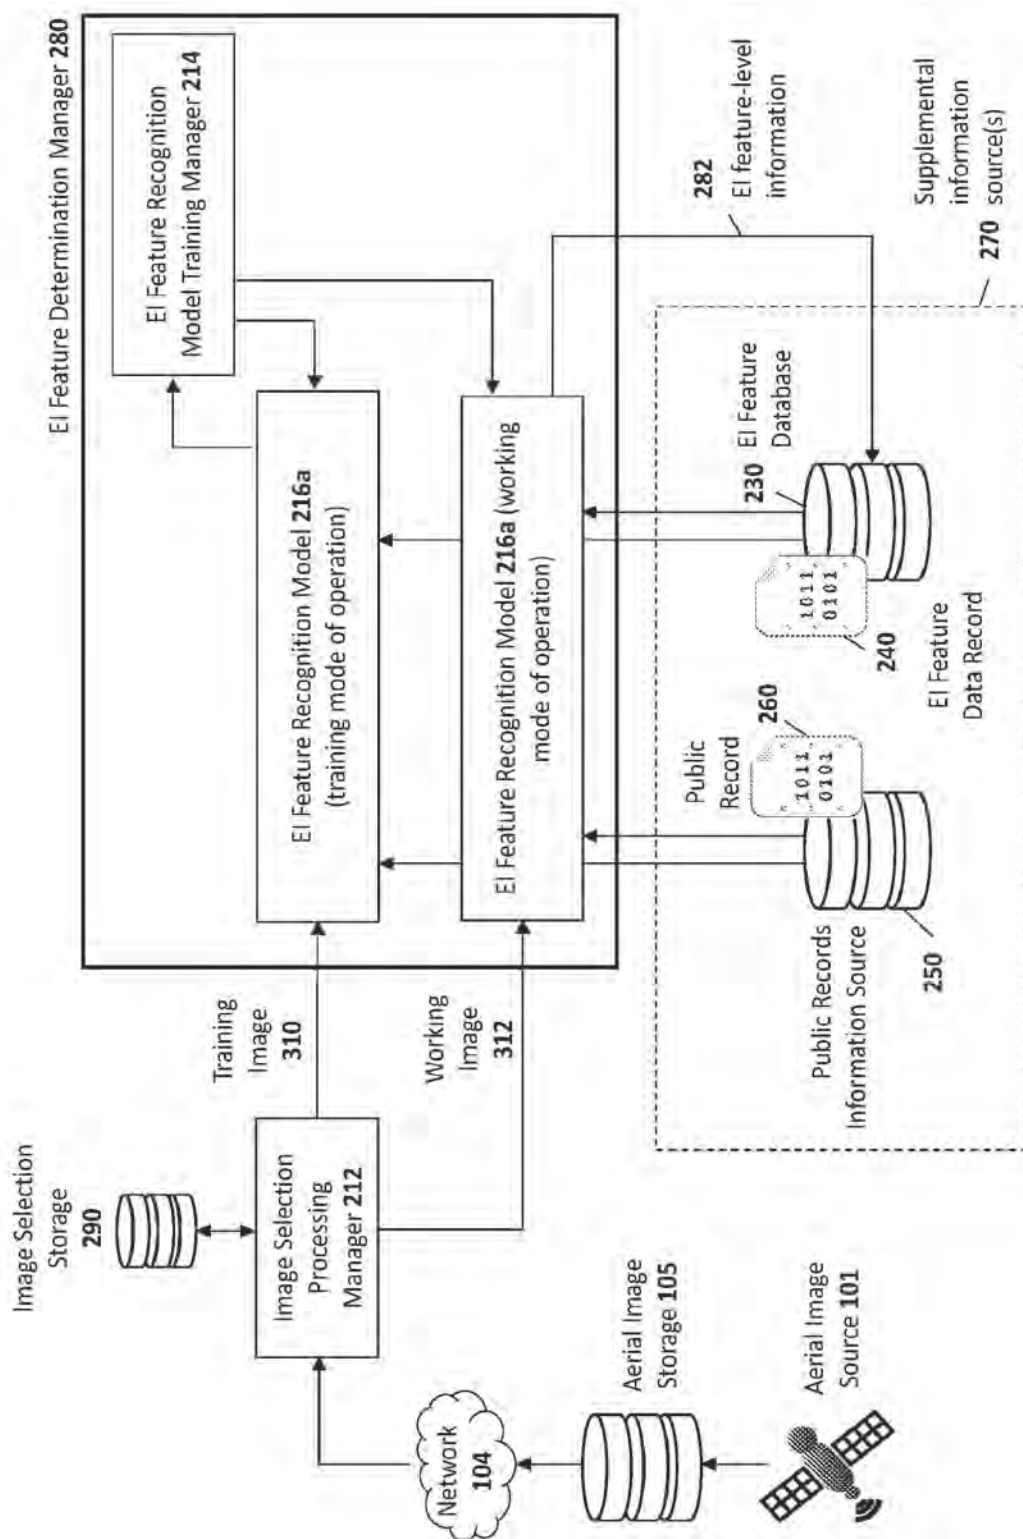 EI Feature Determination Manager 280
EI Feature Recognition
Model Training Manager 214
Image Selection
Storage
290
Training
Image
310
EI Feature Recognition Model 216a
(training mode of operation)
Image Selection
Processing
Manager 212
Working
Image
312
EI Feature Recognition Model 216a (working
mode of operation)
Network
104
282
EI feature-level
information
Aerial Image
Storage 105
Public
Record
260
1011
0101
230
EI Feature
Database
1011
0101
240
EI Feature
Data Record
Aerial Image
Source 101
Public Records
Information Source
250
Supplemental
information
source(s)
270